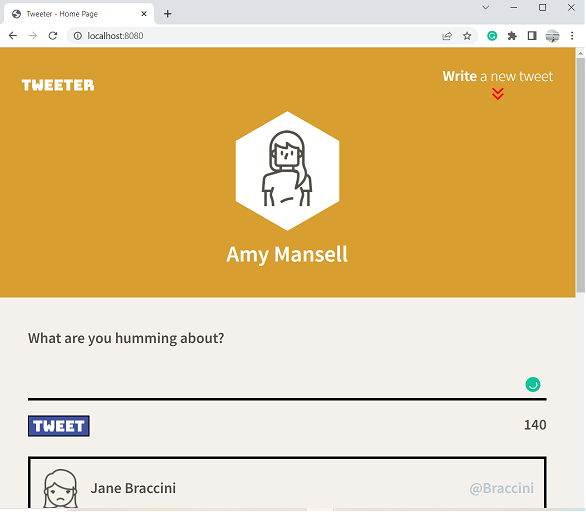 Tweeter - Home Page
localhost:8080
TWEETER
Write a new tweet
Amy Mansell
What are you humming about?
TWEET 140
Jane Braccini @Braccini